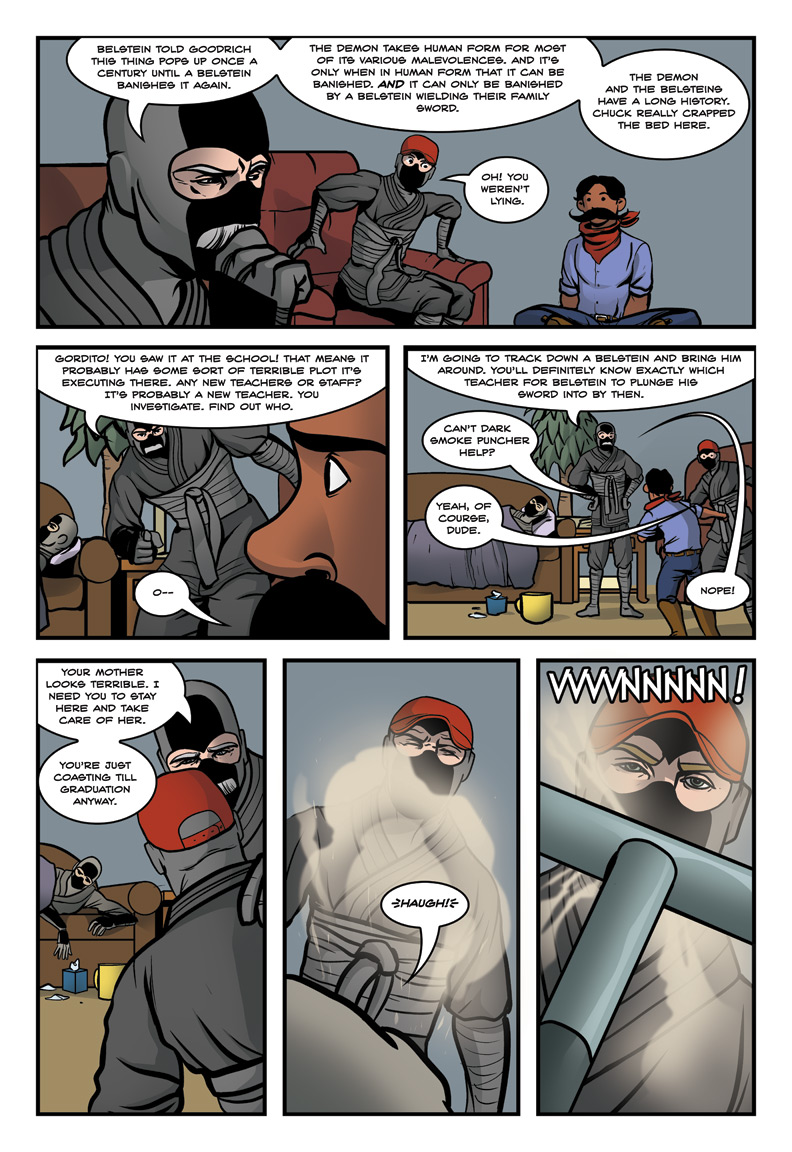 BELSTEIN TOLD GOODRICH
THIS THING POPS UP ONCE A
CENTURY UNTIL A BELSTEIN
BANISHES IT AGAIN.
THE DEMON TAKES HUMAN FORM FOR MOST
OF ITS VARIOUS MALEVOLENCES. AND IT'S
ONLY WHEN IN HUMAN FORM THAT IT CAN BE
BANISHED. AND IT CAN ONLY BE BANISHED
BY A BELSTEIN WIELDING THEIR FAMILY
SWORD.
THE DEMON
AND THE BELSTEINS
HAVE A LONG HISTORY.
CHUCK REALLY CRAPPED
THE BED HERE.
OH! YOU
WEREN'T
LYING.
GORDITO! YOU SAW IT AT THE SCHOOL! THAT MEANS IT
PROBABLY HAS SOME SORT OF TERRIBLE PLOT IT'S
EXECUTING THERE. ANY NEW TEACHERS OR STAFF?
IT'S PROBABLY A NEW TEACHER. YOU
INVESTIGATE. FIND OUT WHO.
O--
I'M GOING TO TRACK DOWN A BELSTEIN AND BRING HIM
AROUND. YOU'LL DEFINITELY KNOW EXACTLY WHICH
TEACHER FOR BELSTEIN TO PLUNGE HIS
SWORD INTO BY THEN.
CAN'T DARK
SMOKE PUNCHER
HELP?
YEAH, OF
COURSE,
DUDE.
NOPE!
YOUR MOTHER
LOOKS TERRIBLE. I
NEED YOU TO STAY
HERE AND TAKE
CARE OF HER.
YOU'RE JUST
COASTING TILL
GRADUATION
ANYWAY.
HAUGH!
VVVVNNNNN!